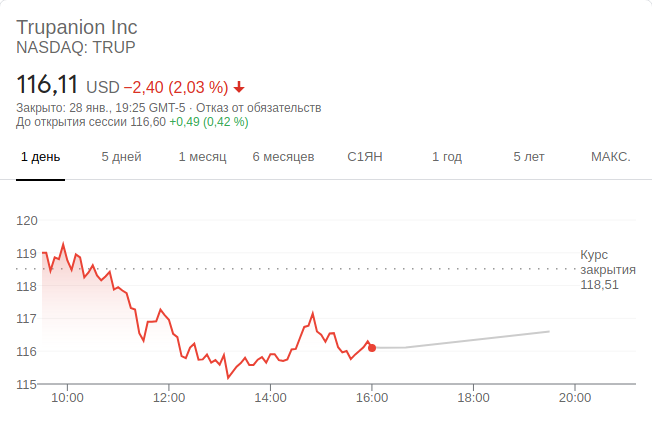 Trupanion Inc
NASDAQ: TRUP
116,11 USD −2,40 (2,03 %)
Закрыто: 28 янв., 19:25 GMT-5 · Отказ от обязательств
До открытия сессии 116,60 +0,49 (0,42 %)
1 день 5 дней 1 месяц 6 месяцев С1ЯН 1 год 5 лет МАКС.
120
119
118
117
116
115
Курс
закрытия
118,51
10:00 12:00 14:00 16:00 18:00 20:00